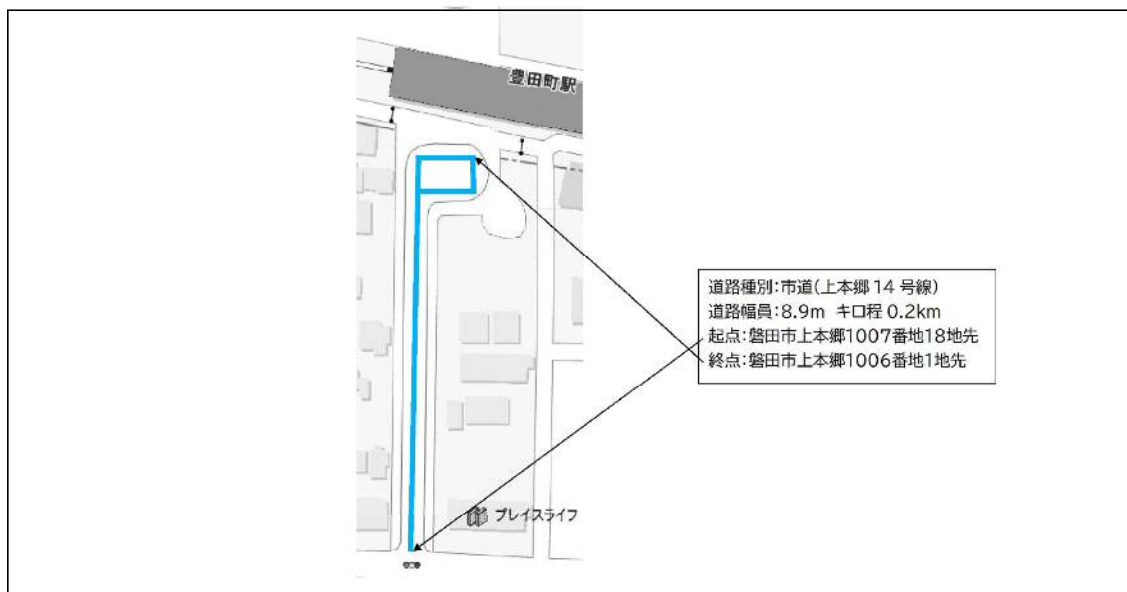 豊田町駅
道路種別:市道(上本郷14号線)
道路幅員:8.9m キロ程 0.2km
起点:磐田市上本郷1007番地18地先
終点:磐田市上本郷1006番地1地先
プレイスライフ